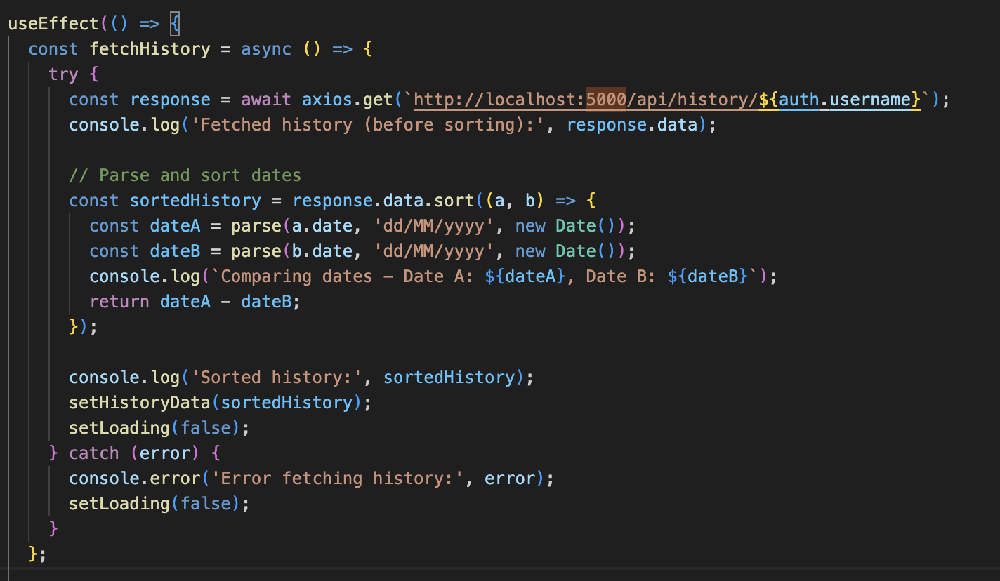 useEffect(() => {
  const fetchHistory = async () => {
    try {
      const response = await axios.get(`http://localhost:5000/api/history/${auth.username}`);
      console.log('Fetched history (before sorting):', response.data);

      // Parse and sort dates
      const sortedHistory = response.data.sort((a, b) => {
        const dateA = parse(a.date, 'dd/MM/yyyy', new Date());
        const dateB = parse(b.date, 'dd/MM/yyyy', new Date());
        console.log(`Comparing dates - Date A: ${dateA}, Date B: ${dateB}`);
        return dateA - dateB;
      });

      console.log('Sorted history:', sortedHistory);
      setHistoryData(sortedHistory);
      setLoading(false);
    } catch (error) {
      console.error('Error fetching history:', error);
      setLoading(false);
    }
  };